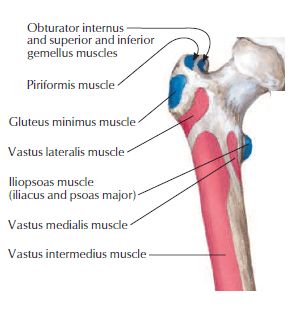 Obturator internus
and superior and inferior
gemellus muscles
Piriformis muscle
Gluteus minimus muscle
Vastus lateralis muscle
Iliopsoas muscle
(iliacus and psoas major)
Vastus medialis muscle
Vastus intermedius muscle